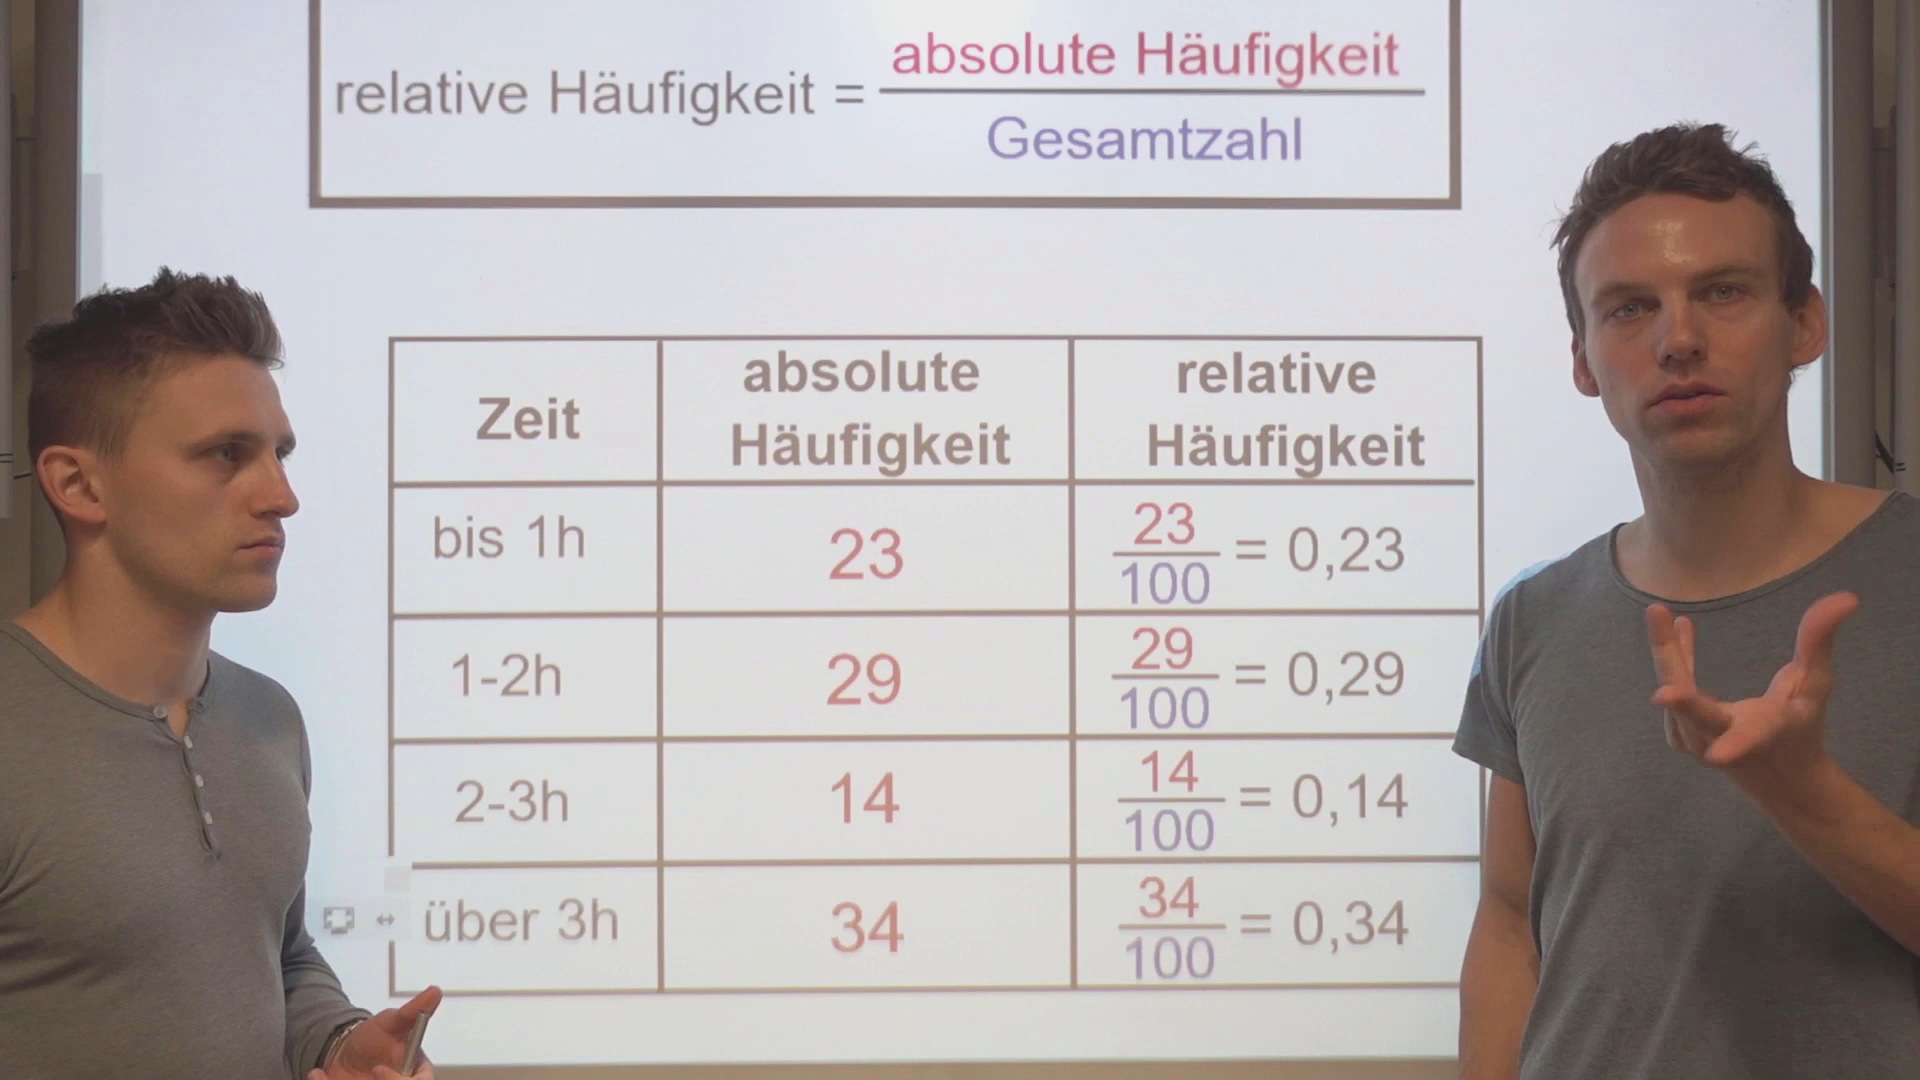 relative Häufigkeit = absolute Häufigkeit
Gesamtzahl
Zeit
absolute
Häufigkeit
relative
Häufigkeit
bis 1h
23
23
100
= 0,23
1-2h
29
29
100
= 0,29
2-3h
14
14
100
= 0,14
über 3h
34
34
100
= 0,34